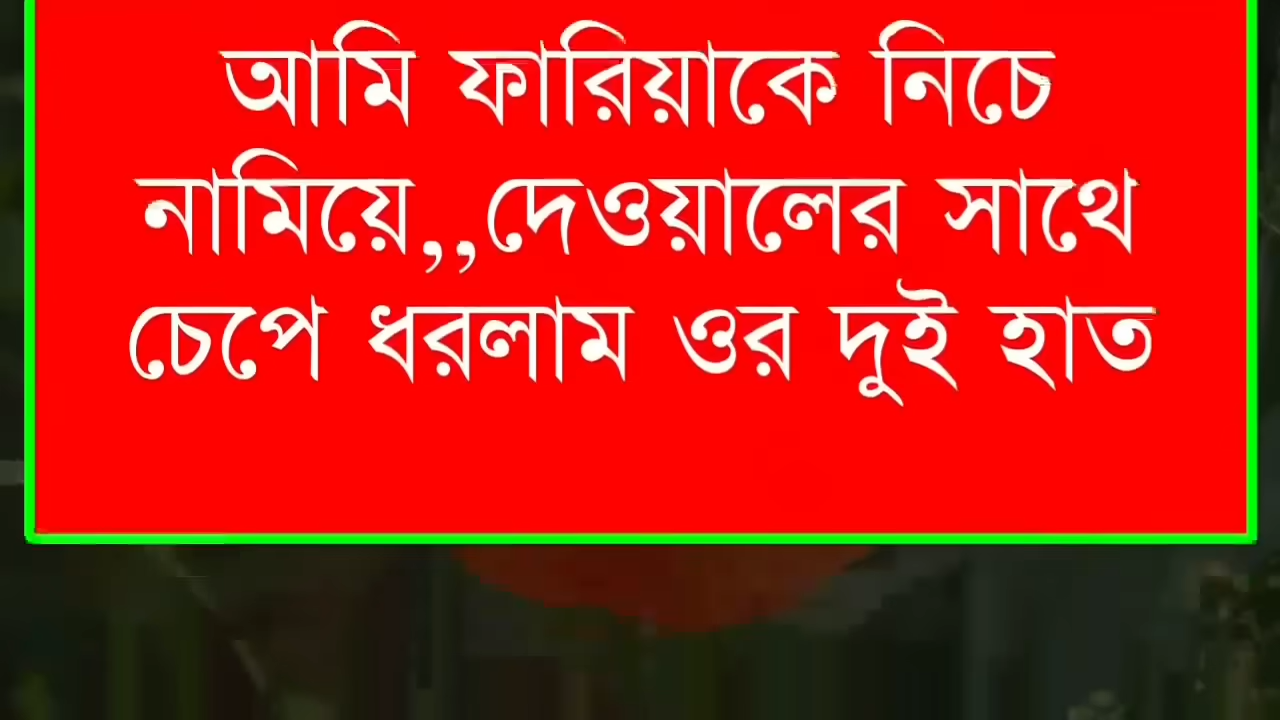 আমি ফারিয়াকে নিচে
নামিয়ে,,দেওয়ালের সাথে
চেপে ধরলাম ওর দুই হাত